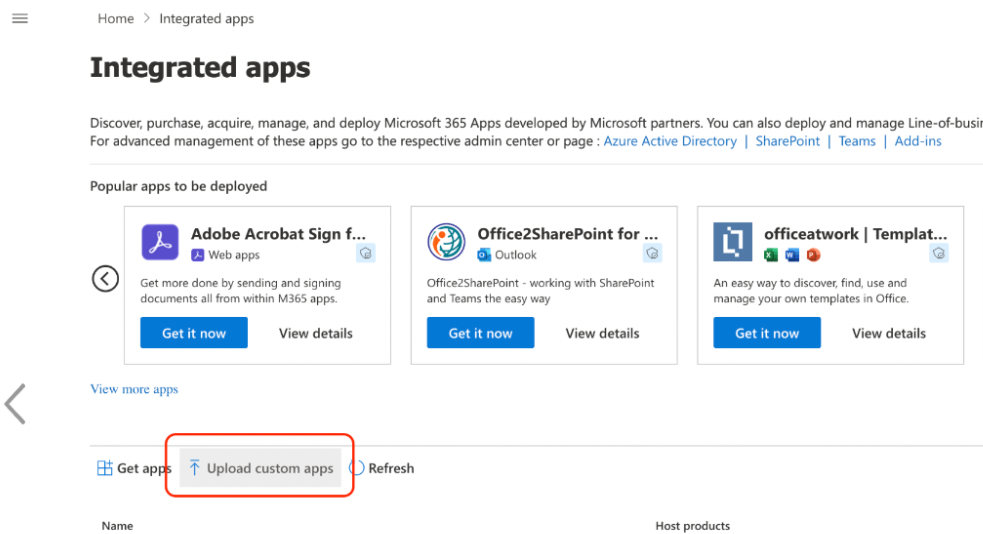 Home > Integrated apps
Integrated apps
Discover, purchase, acquire, manage, and deploy Microsoft 365 Apps developed by Microsoft partners. You can also deploy and manage Line-of-busi
For advanced management of these apps go to the respective admin center or page : Azure Active Directory | SharePoint | Teams | Add-ins
Popular apps to be deployed
Adobe Acrobat Sign f...
Web apps
Get more done by sending and signing
documents all from within M365 apps.
Get it now View details
Office2SharePoint for ...
Outlook
Office2SharePoint - working with SharePoint
and Teams the easy way
Get it now View details
officeatwork | Templat...
An easy way to discover, find, use and
manage your own templates in Office.
Get it now View details
View more apps
Get apps Upload custom apps Refresh
Name Host products